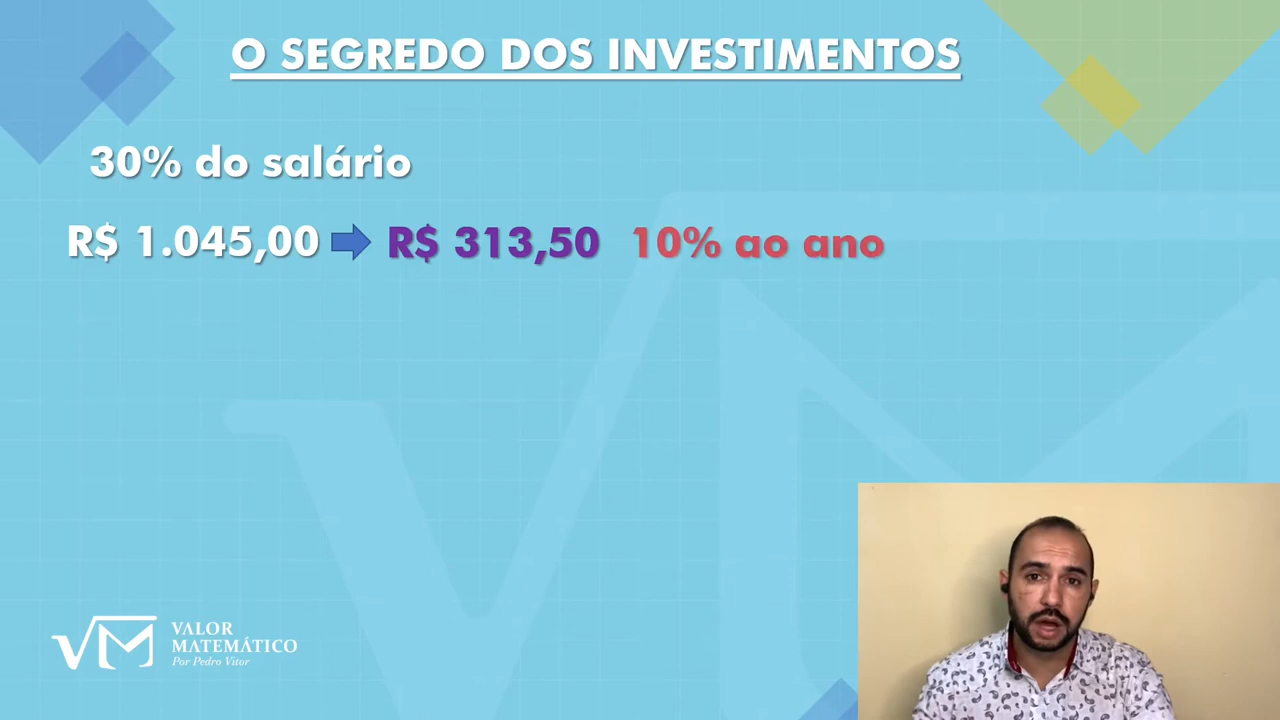 O SEGREDO DOS INVESTIMENTOS
30% do salário
R$ 1.045,00 R$ 313,50 10% ao ano
VM VALOR
MATEMÁTICO
Por Pedro Vitor